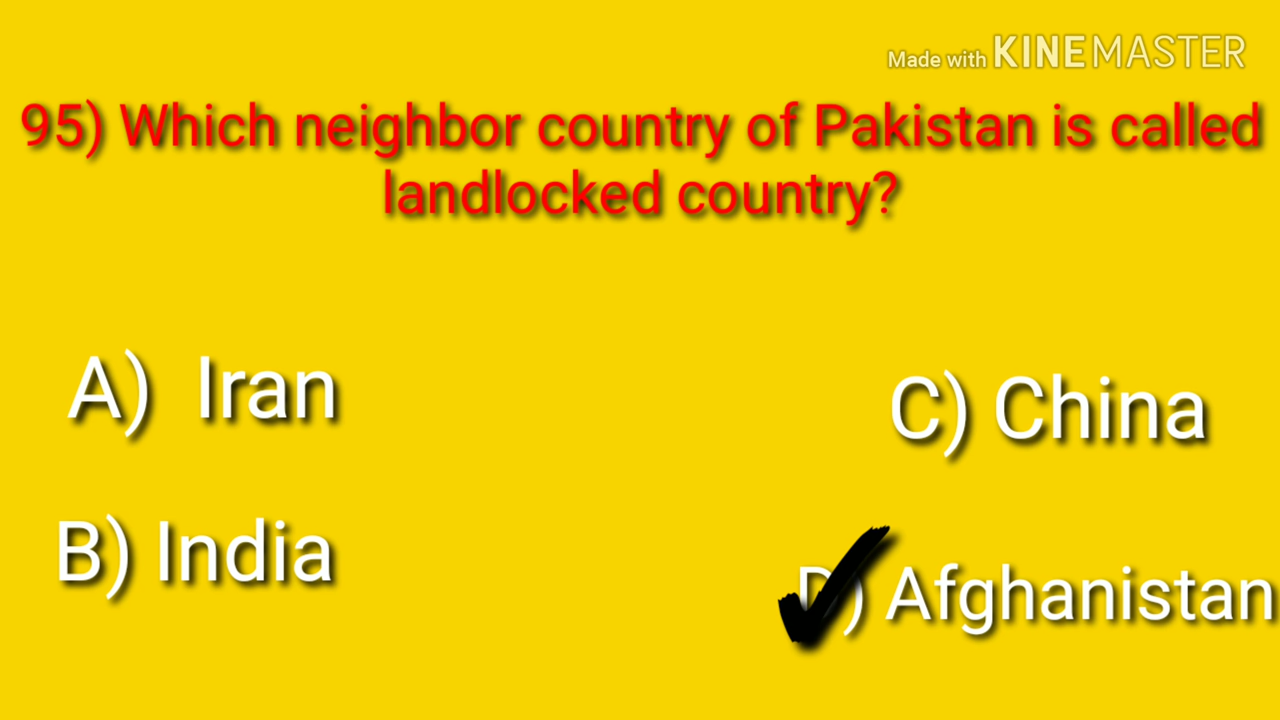 Made with KINEMASTER
95) Which neighbor country of Pakistan is called
landlocked country?
A) Iran
B) India
C) China
D) Afghanistan